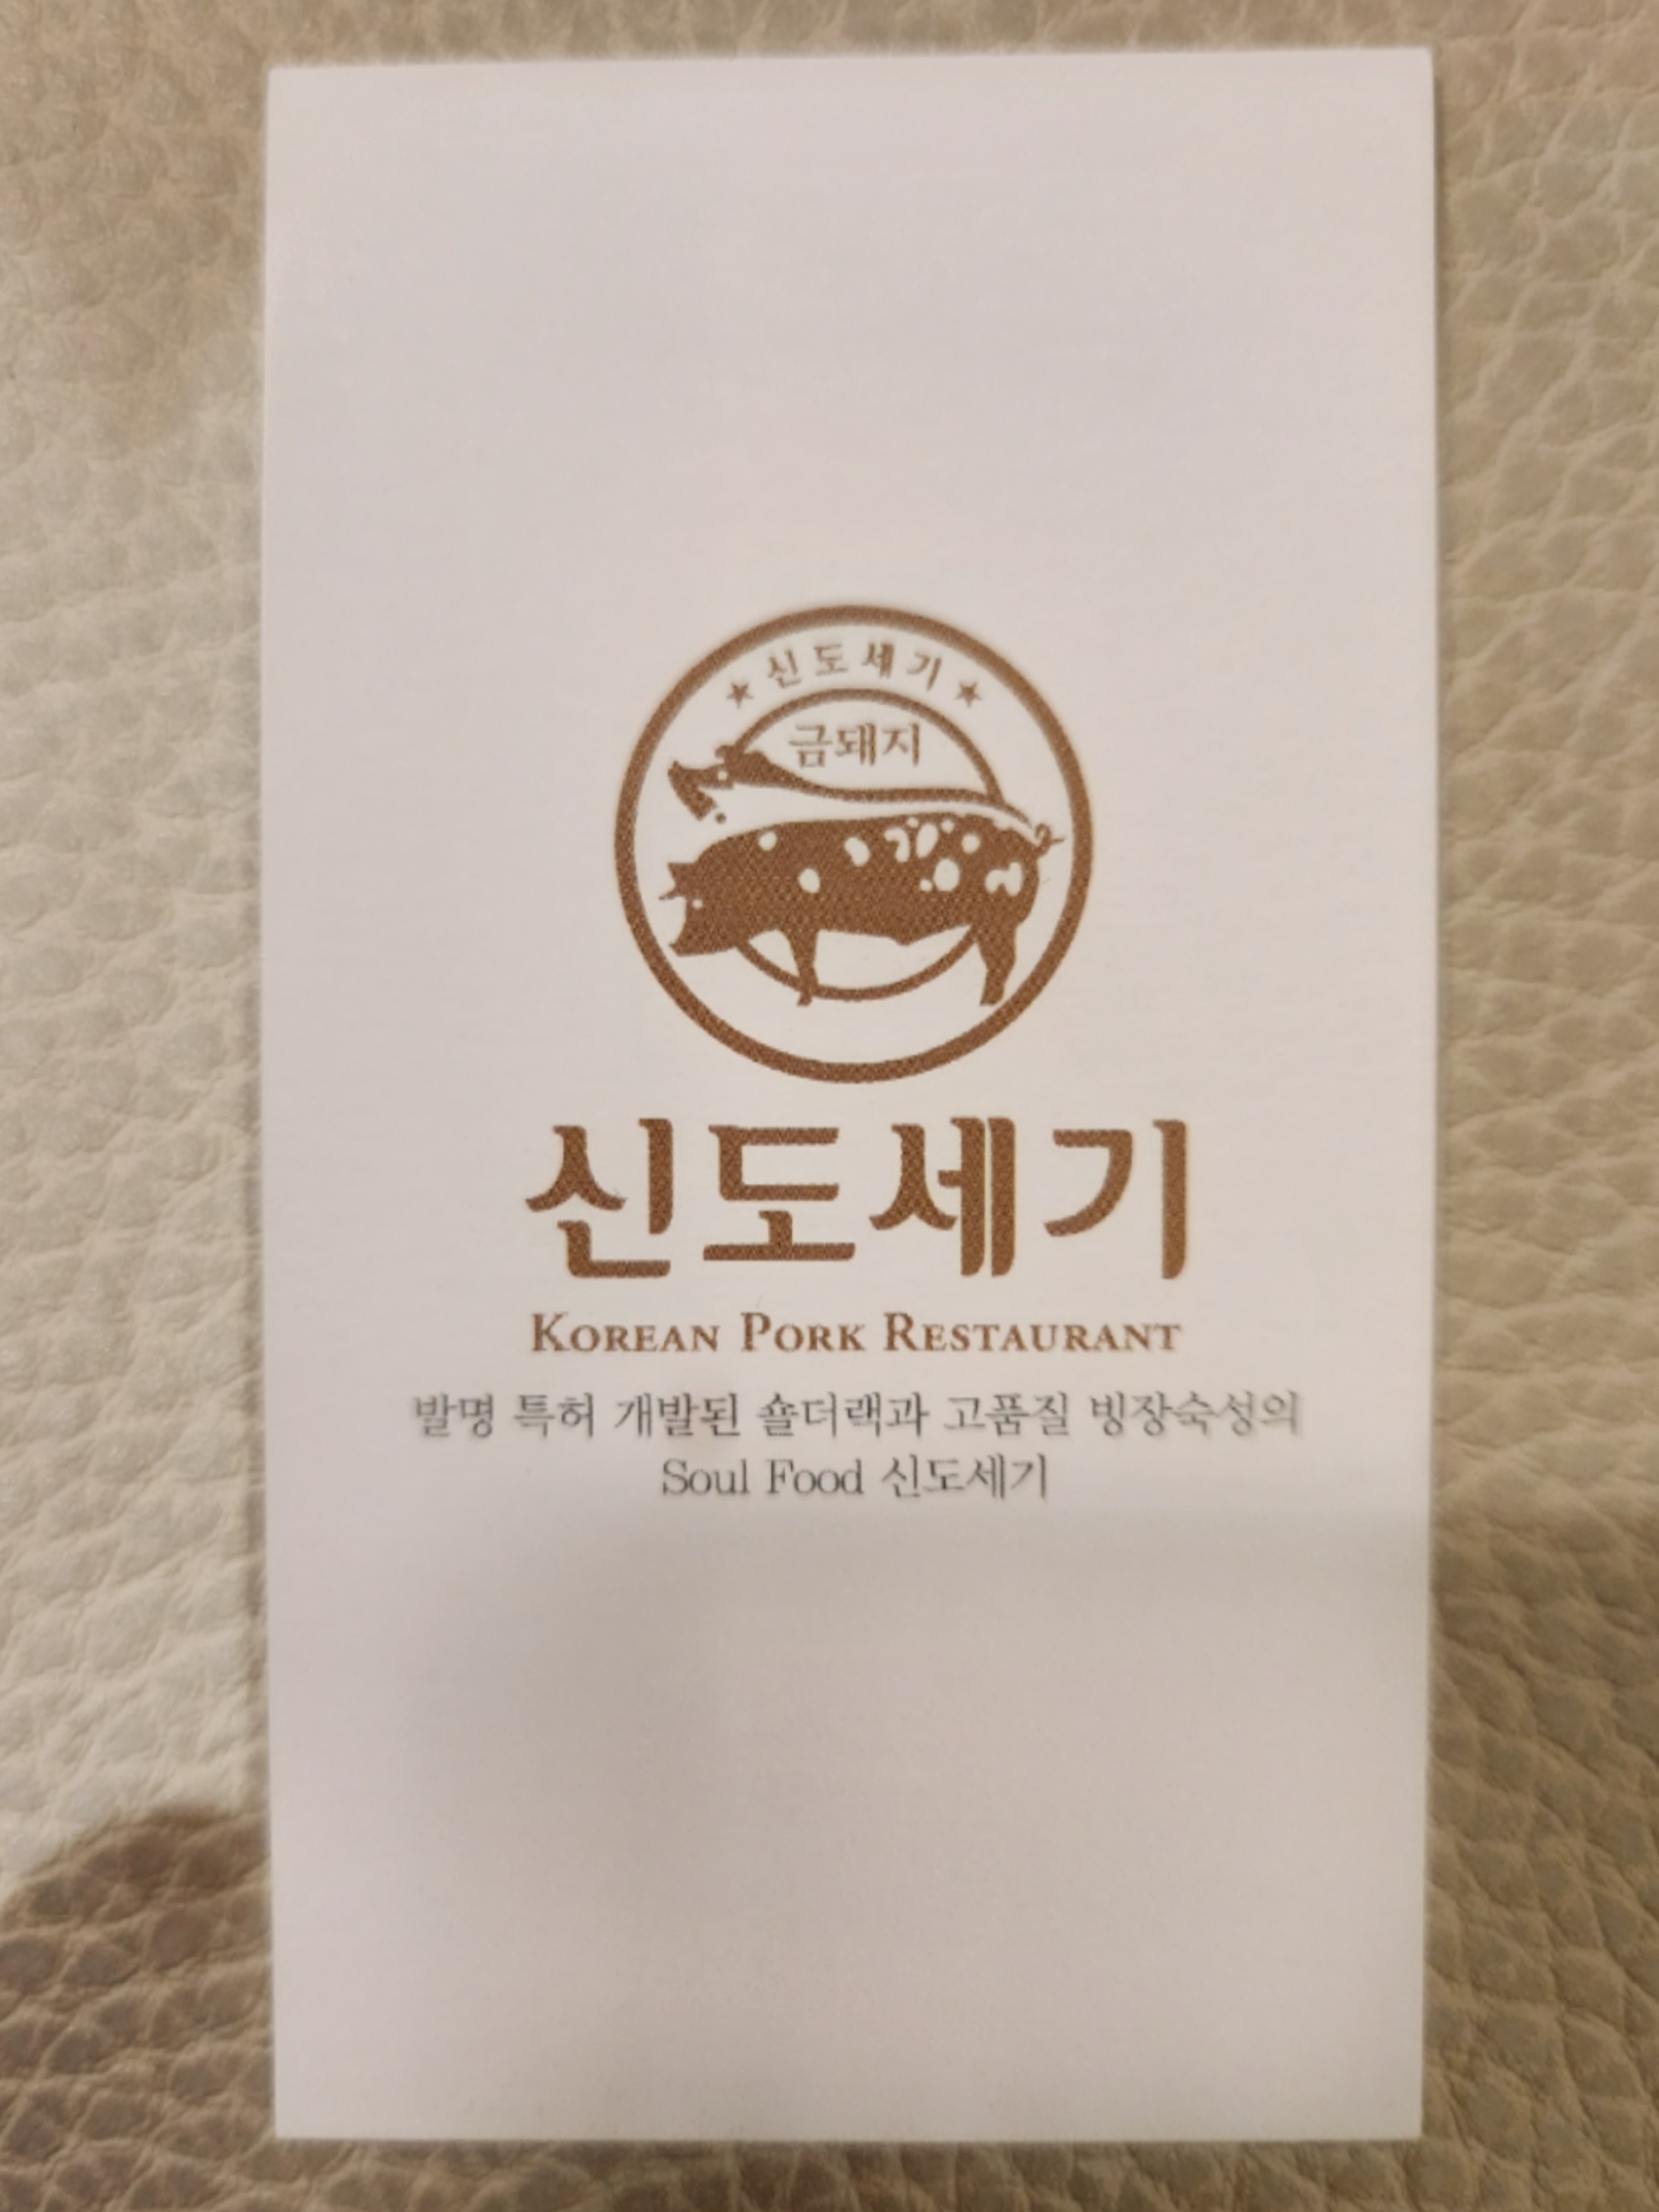 ★ 신도세기 ★
금돼지
신도세기
KOREAN PORK RESTAURANT
발명 특허 개발된 숄더랙과 고품질 빙장숙성의
Soul Food 신도세기